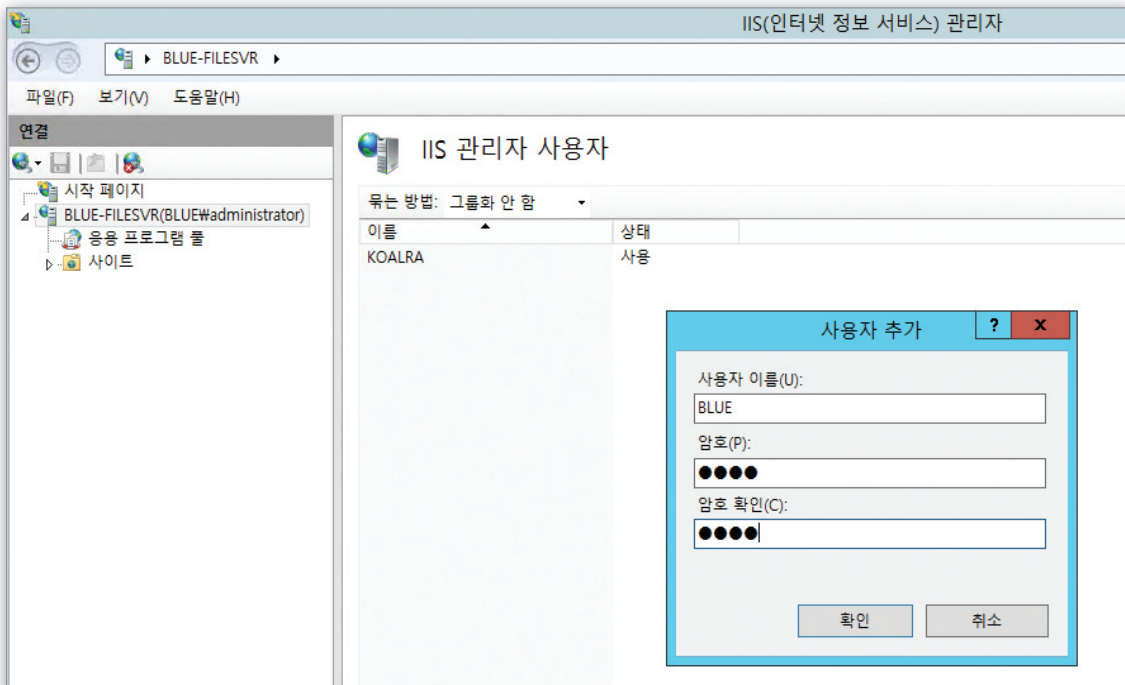 IIS(인터넷 정보 서비스) 관리자
BLUE-FILESVR
파일(F) 보기(V) 도움말(H)
연결
시작 페이지
BLUE-FILESVR(BLUE₩administrator)
응용 프로그램 풀
사이트
IIS 관리자 사용자
묶는 방법: 그룹화 안 함
이름 상태
KOALRA 사용
사용자 추가 ? x
사용자 이름(U):
BLUE
암호(P):
●●●●
암호 확인(C):
●●●●
확인 취소